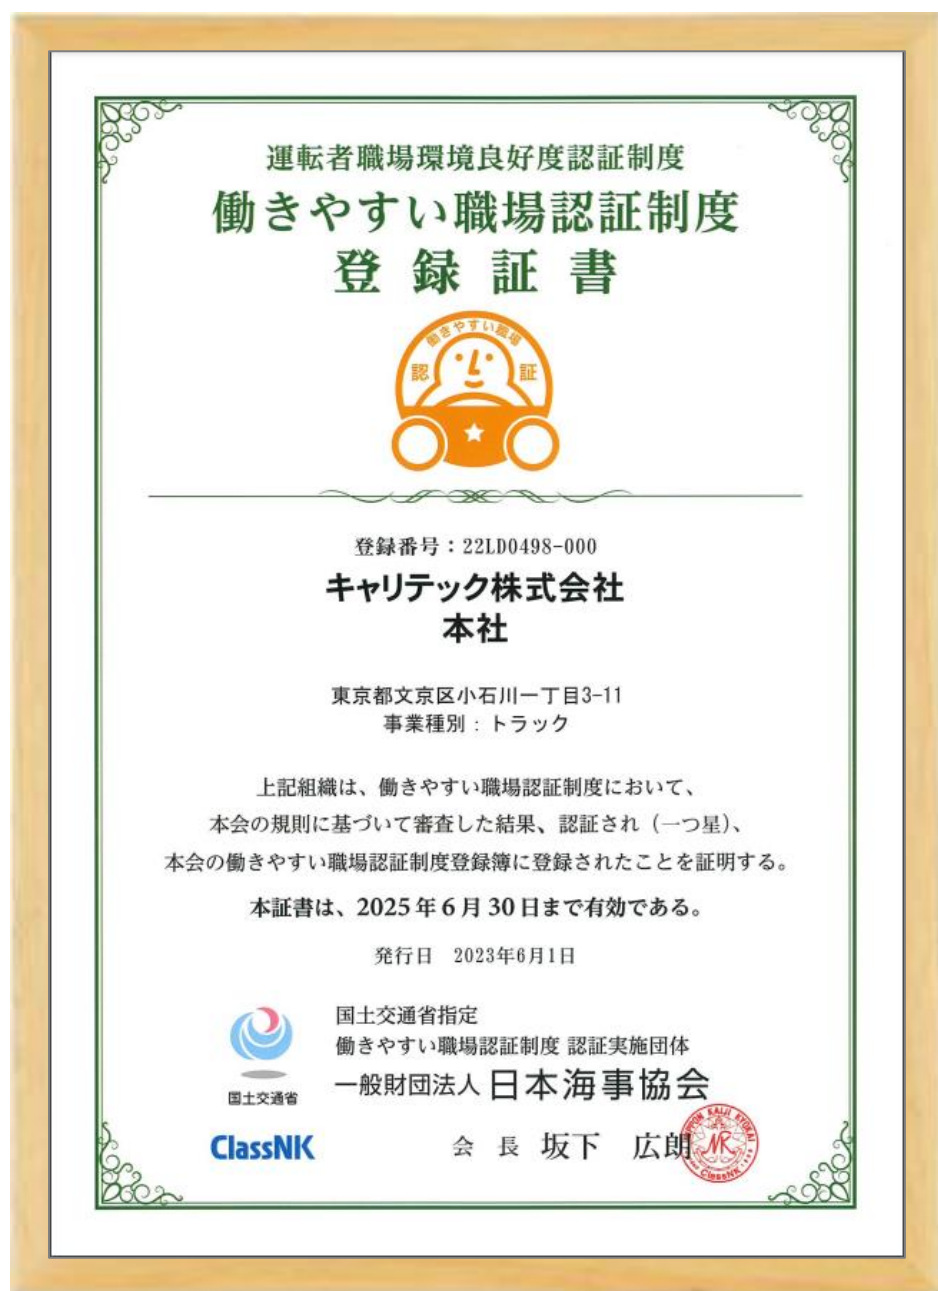 運転者職場環境良好度認証制度
働きやすい職場認証制度
登録証書
働きやすい職場
認 証
登録番号：22LD0498-000
キャリテック株式会社
本社
東京都文京区小石川一丁目3-11
事業種別：トラック
上記組織は、働きやすい職場認証制度において、
本会の規則に基づいて審査した結果、認証され（一つ星）、
本会の働きやすい職場認証制度登録簿に登録されたことを証明する。
本証書は、2025年6月30日まで有効である。
発行日　2023年6月1日
国土交通省
国土交通省指定
働きやすい職場認証制度 認証実施団体
一般財団法人 日本海事協会
ClassNK
会 長 坂下 広朗
NIPPON KAIJI KYOKAI
NK
ClassNK